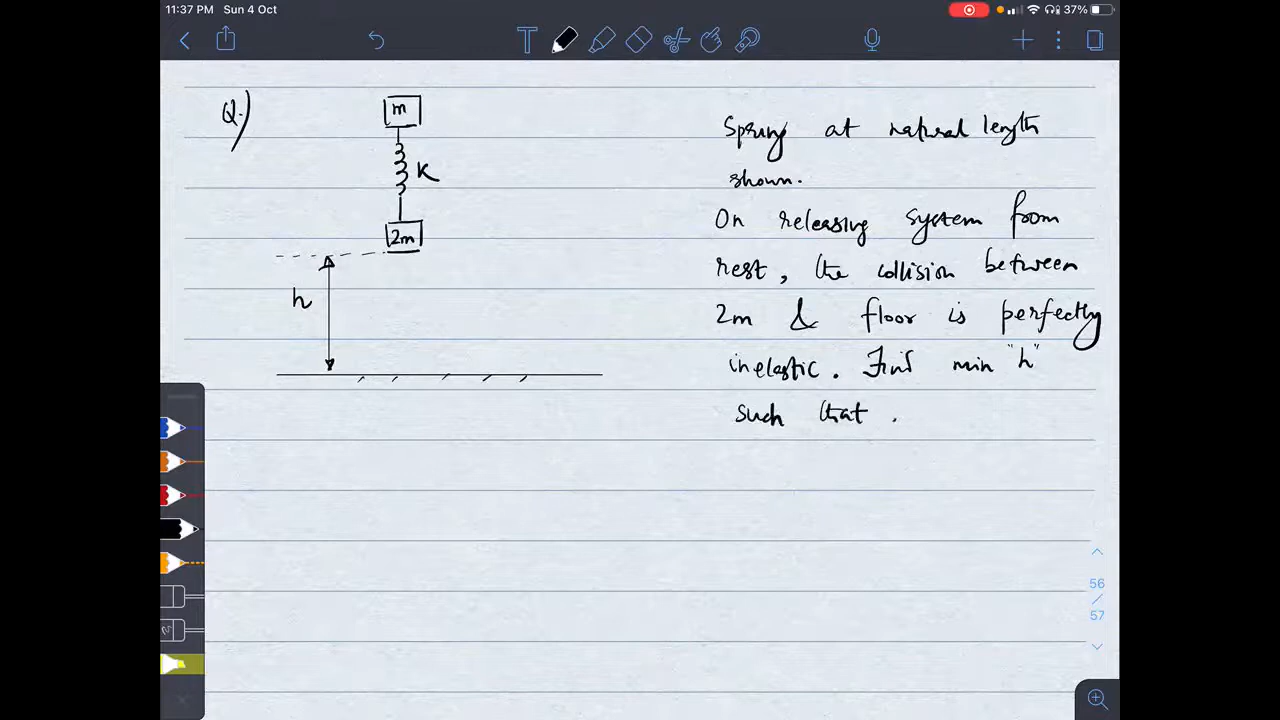 11:37 PM Sun 4 Oct 37%
Q.)
m
K
2m
h
Spring at natural length
shown.
On releasing system from
rest, the collision between
2m & floor is perfectly
inelastic. Find min "h"
such that .
56
/
57